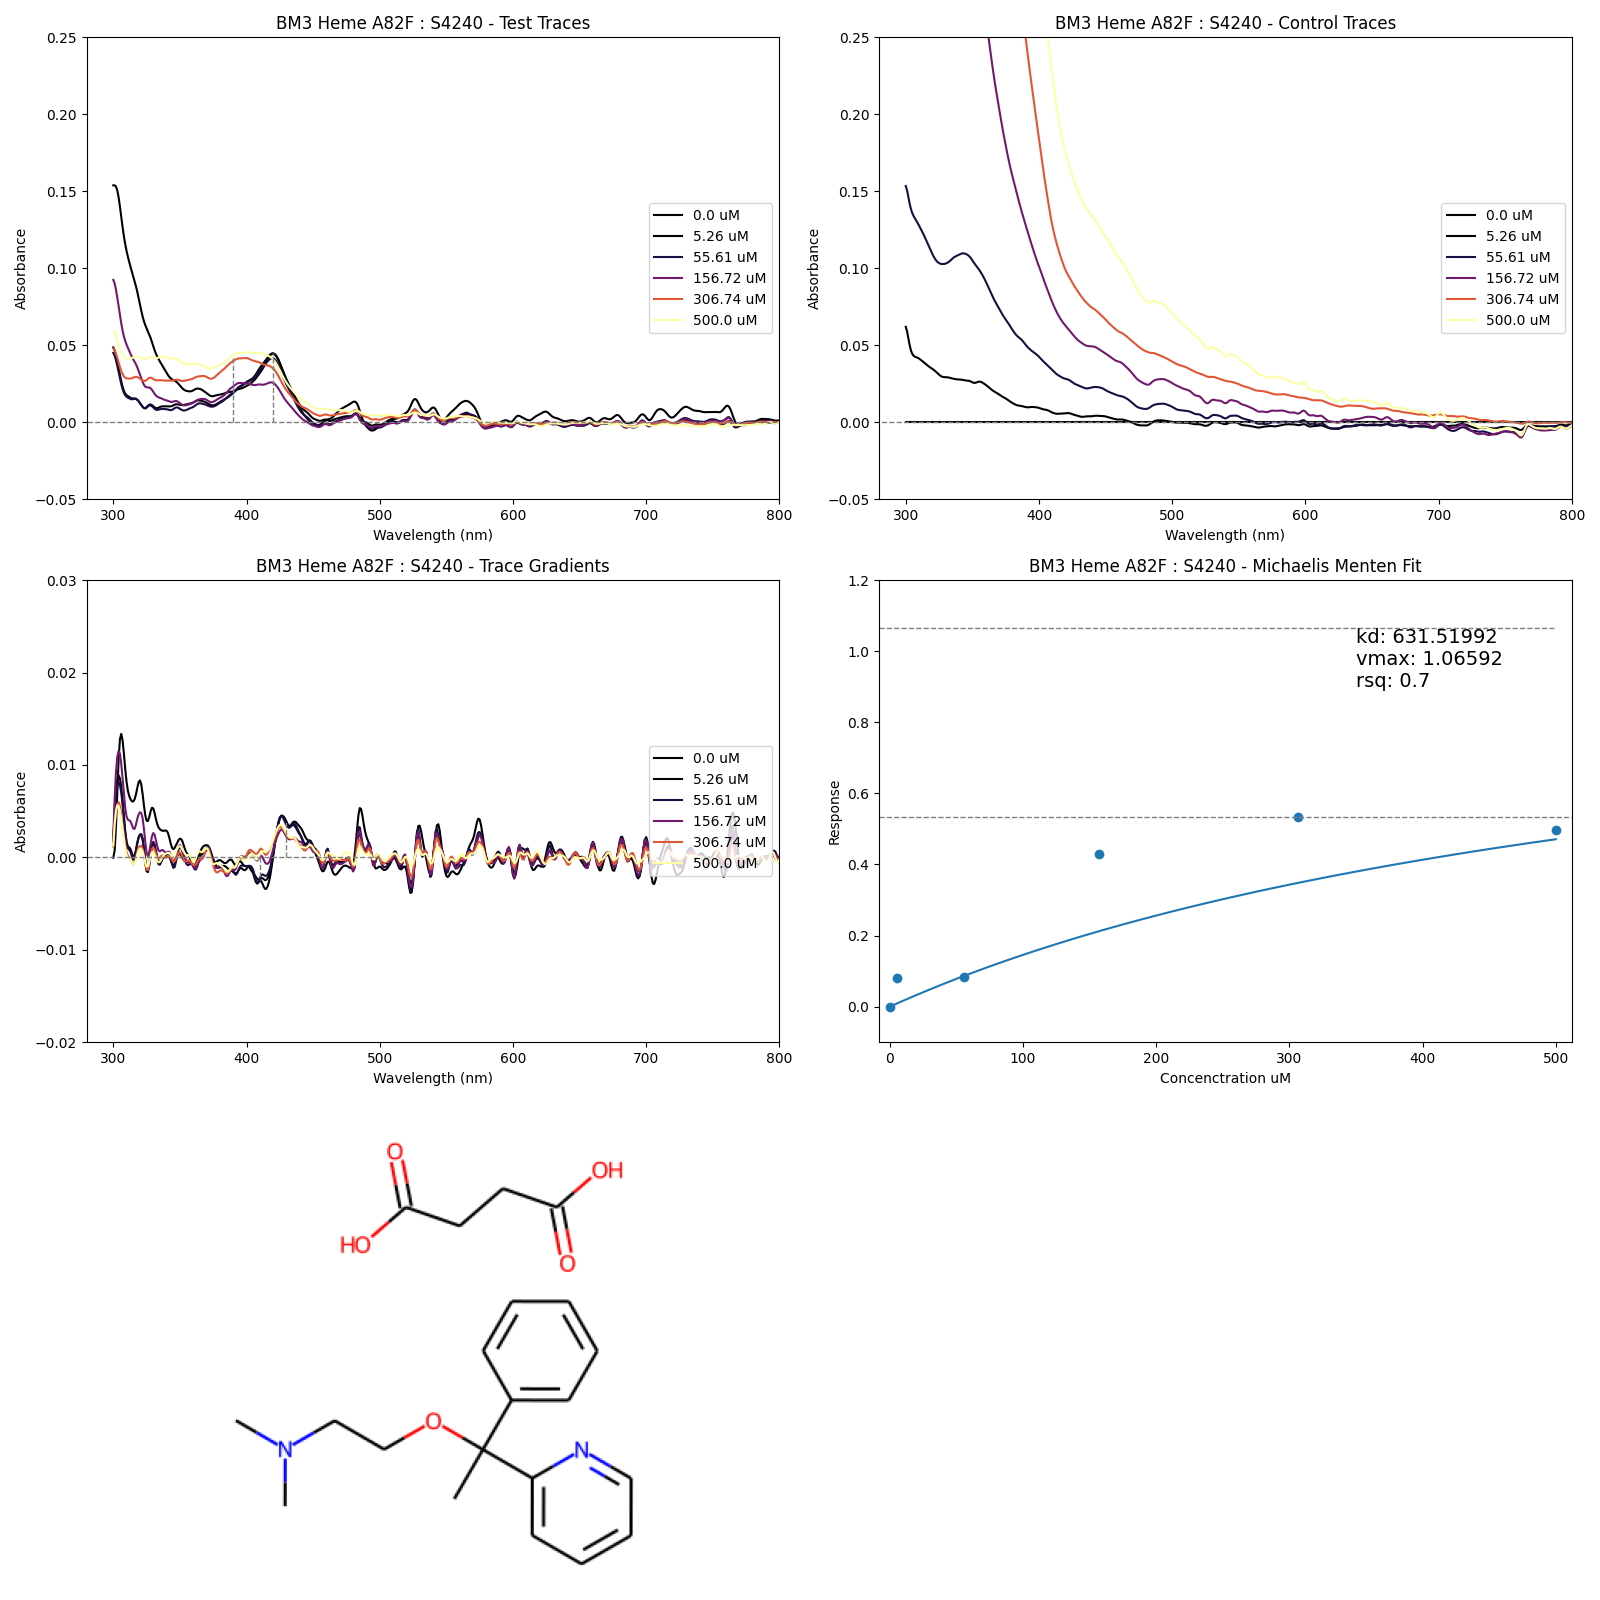 BM3 Heme A82F : S4240 - Test Traces
Absorbance
0.25
0.20
0.15
0.10
0.05
0.00
−0.05
300 400 500 600 700 800
Wavelength (nm)
0.0 uM
5.26 uM
55.61 uM
156.72 uM
306.74 uM
500.0 uM
BM3 Heme A82F : S4240 - Control Traces
Absorbance
0.25
0.20
0.15
0.10
0.05
0.00
−0.05
300 400 500 600 700 800
Wavelength (nm)
0.0 uM
5.26 uM
55.61 uM
156.72 uM
306.74 uM
500.0 uM
BM3 Heme A82F : S4240 - Trace Gradients
Absorbance
0.03
0.02
0.01
0.00
−0.01
−0.02
300 400 500 600 700 800
Wavelength (nm)
0.0 uM
5.26 uM
55.61 uM
156.72 uM
306.74 uM
500.0 uM
BM3 Heme A82F : S4240 - Michaelis Menten Fit
Response
1.2
1.0
0.8
0.6
0.4
0.2
0.0
0 100 200 300 400 500
Concenctration uM
kd: 631.51992
vmax: 1.06592
rsq: 0.7
O
OH
HO
O
O
N
N